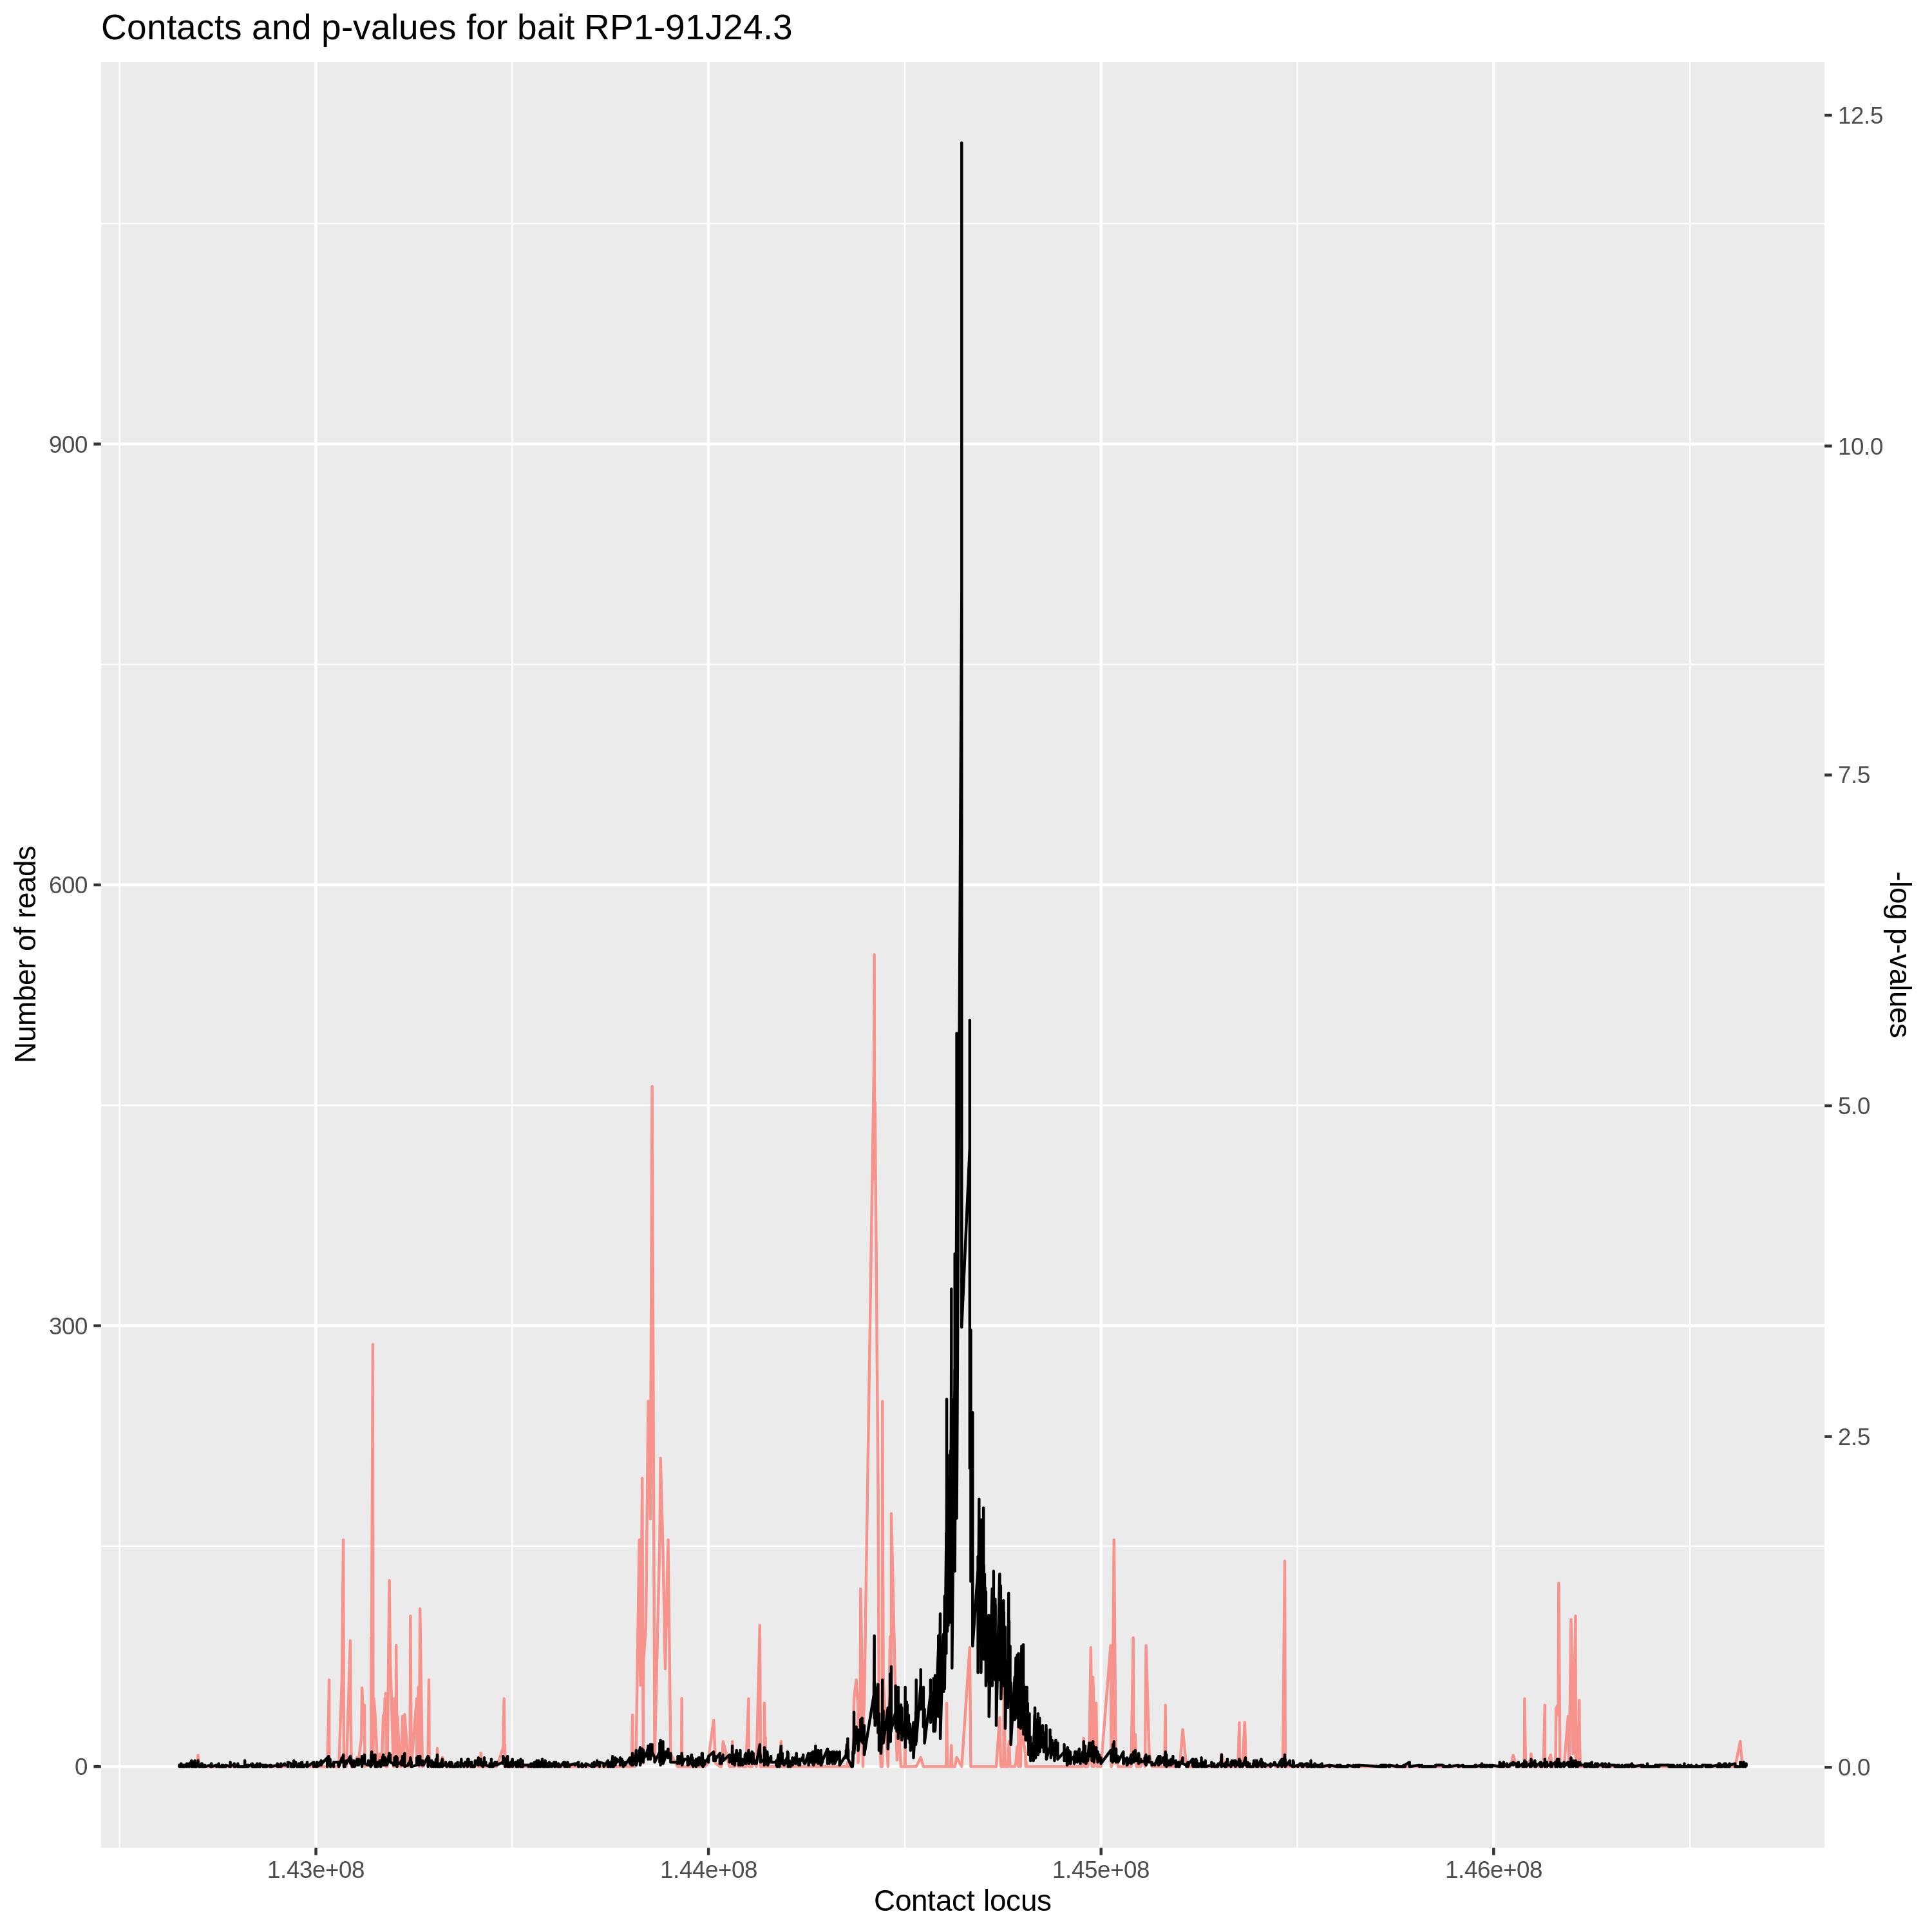 Contacts and p-values for bait RP1-91J24.3
12.5
900
10.0
7.5
Number of reads
600
-log p-values
5.0
300
2.5
0
0.0
1.43e+08
1.44e+08
1.45e+08
1.46e+08
Contact locus